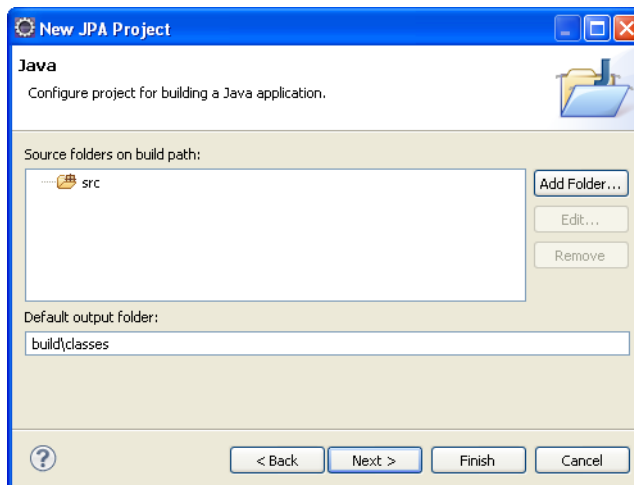 New JPA Project
Java
Configure project for building a Java application.
Source folders on build path:
src
Add Folder...
Edit...
Remove
Default output folder:
build\classes
?
< Back
Next >
Finish
Cancel